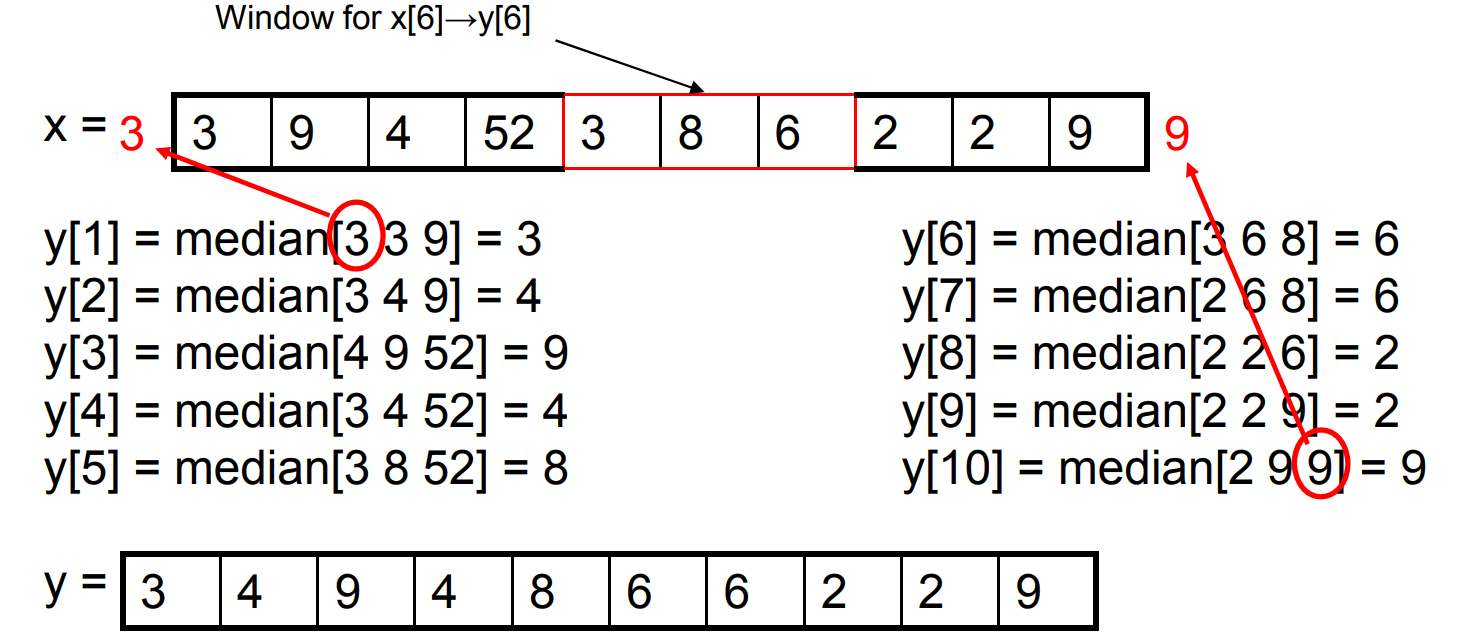 Window for x[6]→y[6]
x = 3 3 9 4 52 3 8 6 2 2 9 9
y[1] = median[3 3 9] = 3
y[2] = median[3 4 9] = 4
y[3] = median[4 9 52] = 9
y[4] = median[3 4 52] = 4
y[5] = median[3 8 52] = 8
y[6] = median[3 6 8] = 6
y[7] = median[2 6 8] = 6
y[8] = median[2 2 6] = 2
y[9] = median[2 2 9] = 2
y[10] = median[2 9 9] = 9
y = 3 4 9 4 8 6 6 2 2 9